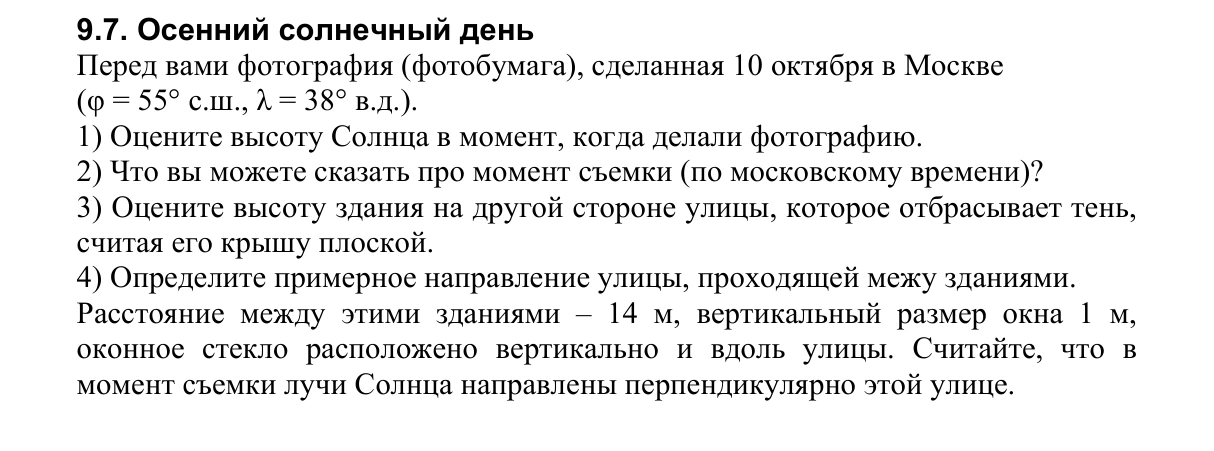 9.7. Осенний солнечный день
Перед вами фотография (фотобумага), сделанная 10 октября в Москве
(φ = 55° с.ш., λ = 38° в.д.).
1) Оцените высоту Солнца в момент, когда делали фотографию.
2) Что вы можете сказать про момент съемки (по московскому времени)?
3) Оцените высоту здания на другой стороне улицы, которое отбрасывает тень,
считая его крышу плоской.
4) Определите примерное направление улицы, проходящей межу зданиями.
Расстояние между этими зданиями – 14 м, вертикальный размер окна 1 м,
оконное стекло расположено вертикально и вдоль улицы. Считайте, что в
момент съемки лучи Солнца направлены перпендикулярно этой улице.